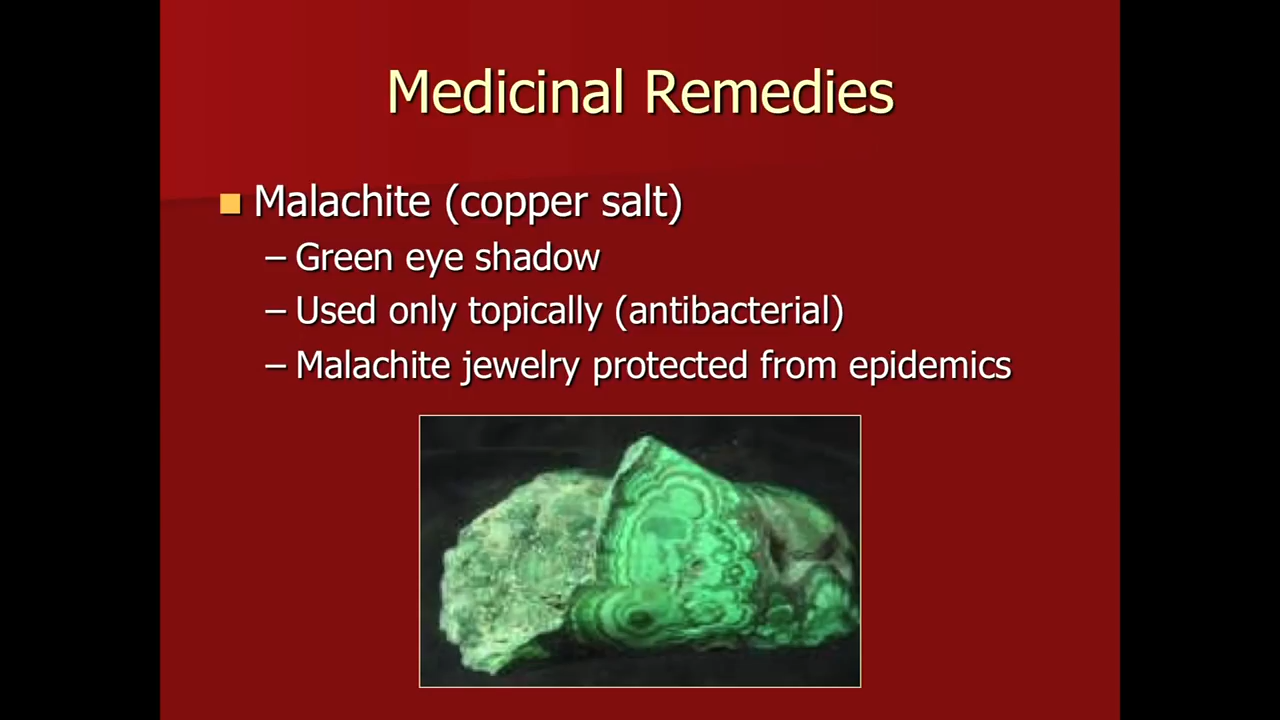 Medicinal Remedies
Malachite (copper salt)
– Green eye shadow
– Used only topically (antibacterial)
– Malachite jewelry protected from epidemics